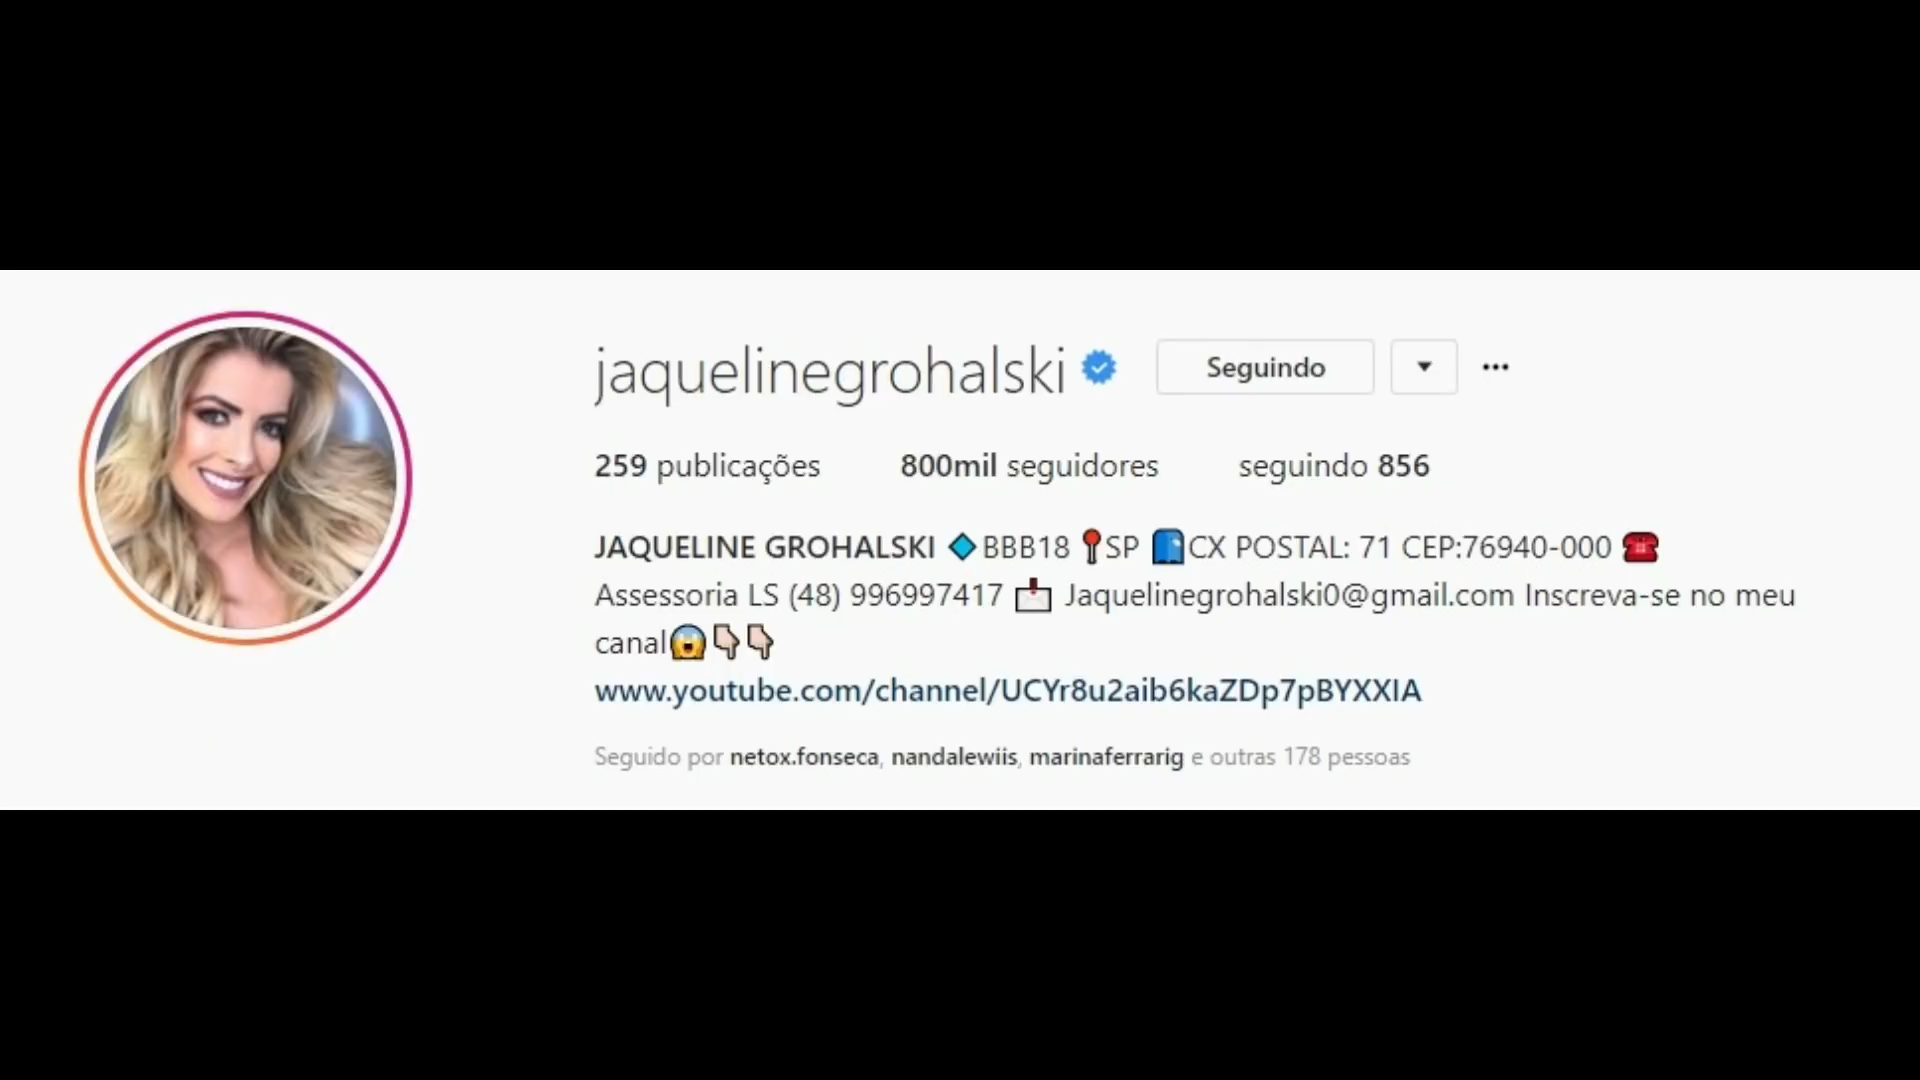 jaquelinegrohalski Seguindo
259 publicações 800mil seguidores seguindo 856
JAQUELINE GROHALSKI 🔷BBB18 📍SP 📘CX POSTAL: 71 CEP:76940-000 ☎️
Assessoria LS (48) 996997417 📩 Jaquelinegrohalski0@gmail.com Inscreva-se no meu
canal😱👇🏻👇🏻
www.youtube.com/channel/UCYr8u2aib6kaZDp7pBYXXIA
Seguido por netox.fonseca, nandalewiis, marinaferrarig e outras 178 pessoas